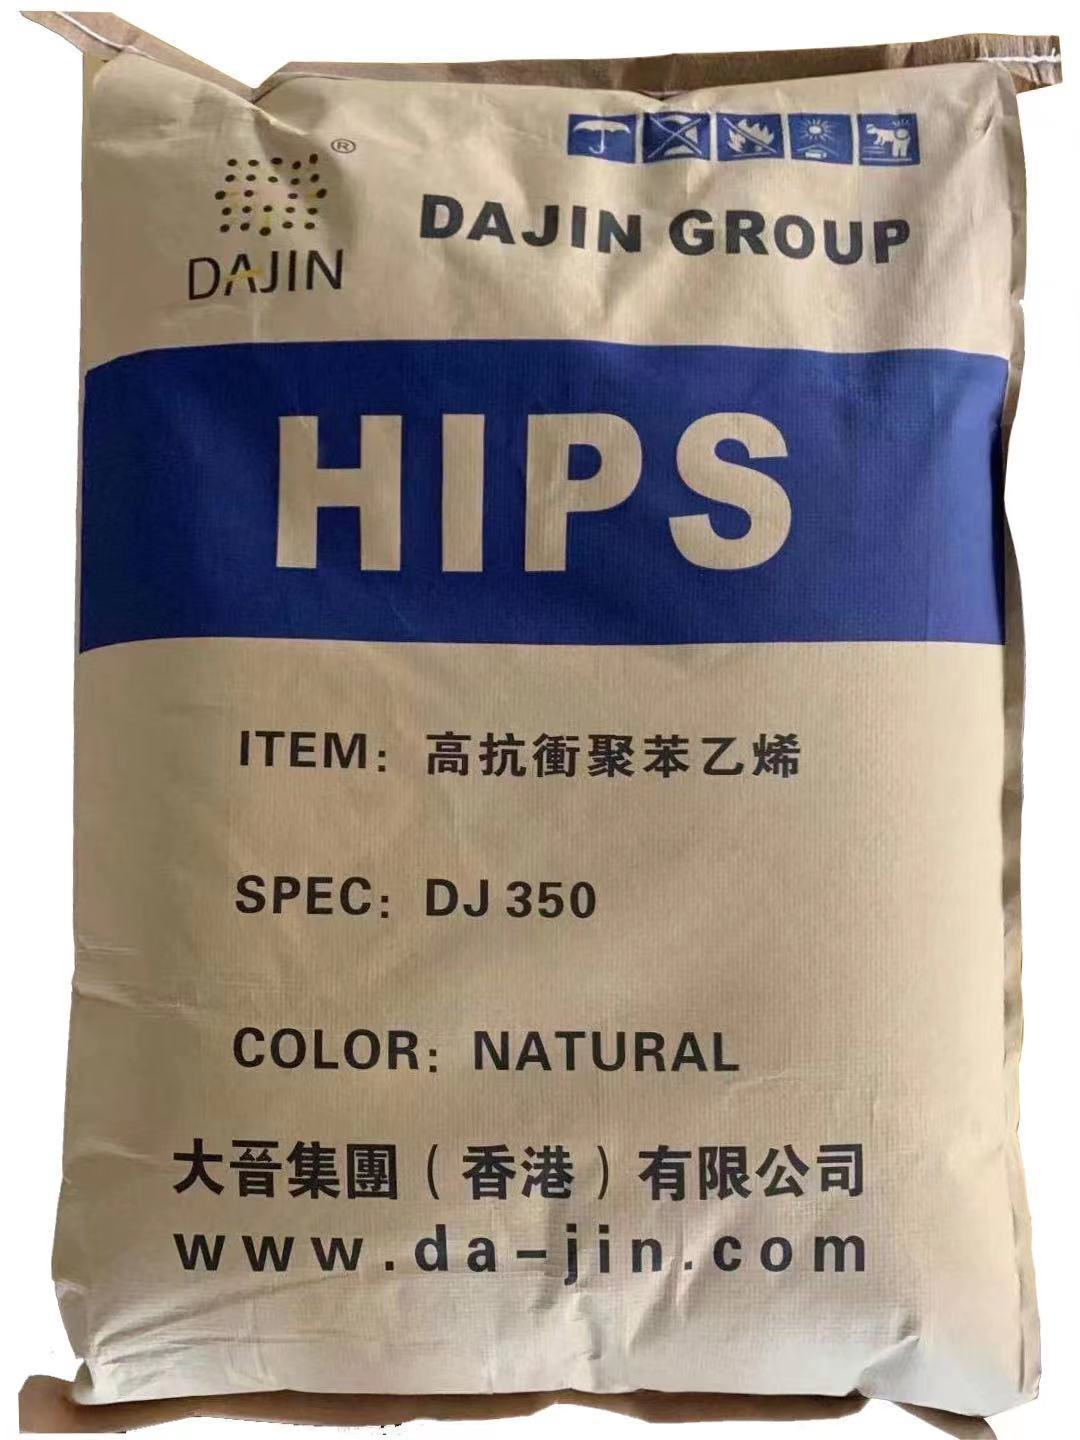 ®
DAJIN
DAJIN GROUP
HIPS
ITEM: 高抗衝聚苯乙烯
SPEC: DJ 350
COLOR: NATURAL
大晉集團（香港）有限公司
www.da-jin.com